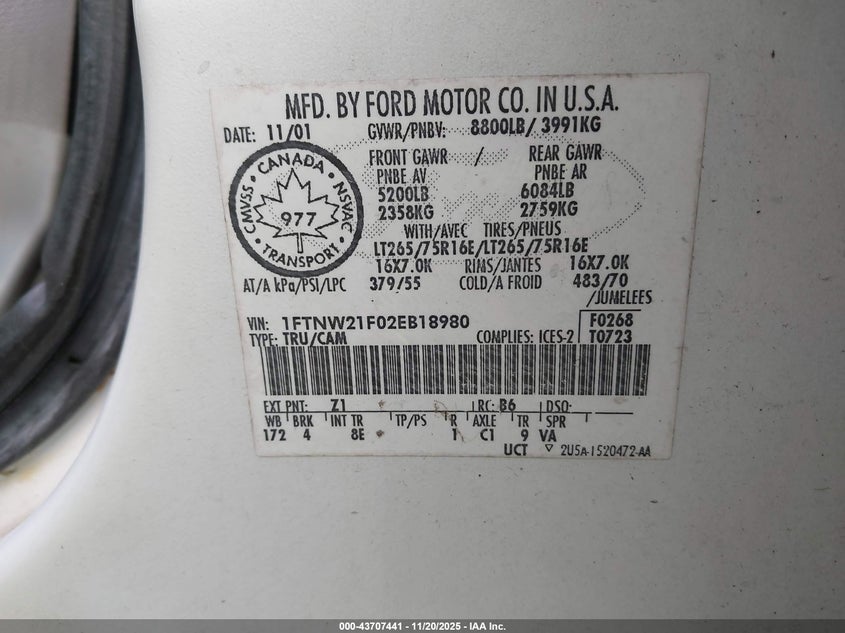 MFD. BY FORD MOTOR CO. IN U.S.A.
DATE: 11/01 GVWR/PNBV: 8800LB/ 3991KG
FRONT GAWR / REAR GAWR
PNBE AV PNBE AR
5200LB 6084LB
2358KG 2759KG
WITH/AVEC TIRES/PNEUS
LT265/75R16E/LT265/75R16E
16X7.0K RIMS/JANTES 16X7.0K
AT/A kPa/PSI/LPC 379/55 COLD/A FROID 483/70
/JUMELEES
CANADA
CMVSS NSVAC
977
TRANSPORT
VIN: 1FTNW21F02EB18980 F0268
TYPE: TRU/CAM COMPLIES: ICES-2 T0723
EXT PNT: Z1 RC: B6 DSO:
WB BRK INT TR TP/PS R AXLE TR SPR
172 4 8E 1 C1 9 VA
UCT ▽ 2U5A-1520472-AA
000-43707441 - 11/20/2025 - IAA Inc.